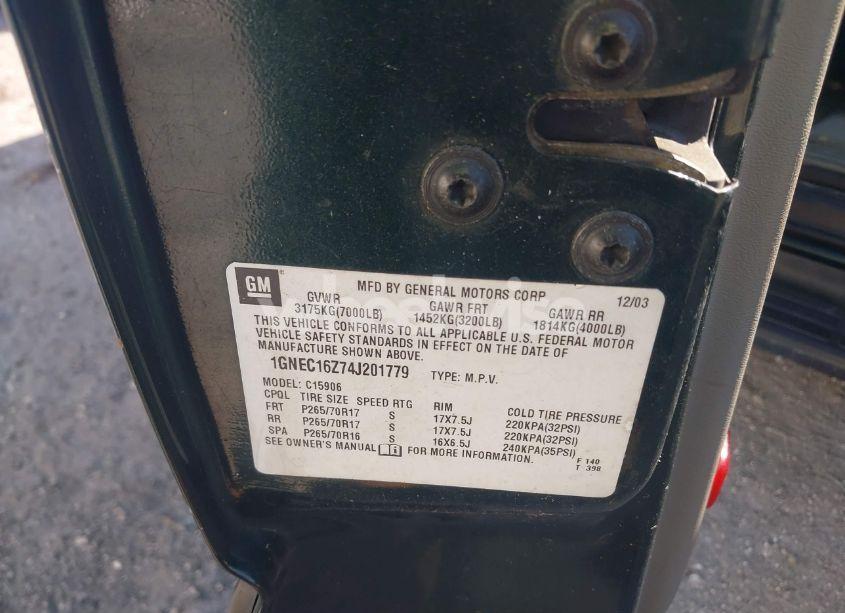 GM ®
MFD BY GENERAL MOTORS CORP 12/03
GVWR GAWR FRT GAWR RR
3175KG(7000LB) 1452KG(3200LB) 1814KG(4000LB)
THIS VEHICLE CONFORMS TO ALL APPLICABLE U.S. FEDERAL MOTOR
VEHICLE SAFETY STANDARDS IN EFFECT ON THE DATE OF
MANUFACTURE SHOWN ABOVE.
1GNEC16Z74J201779 TYPE: M.P.V.
MODEL: C15906
CPQL TIRE SIZE SPEED RTG RIM COLD TIRE PRESSURE
FRT P265/70R17 S 17X7.5J 220KPA(32PSI)
RR P265/70R17 S 17X7.5J 220KPA(32PSI)
SPA P265/70R16 S 16X6.5J 240KPA(35PSI)
SEE OWNER'S MANUAL i FOR MORE INFORMATION.
F 140
T 398